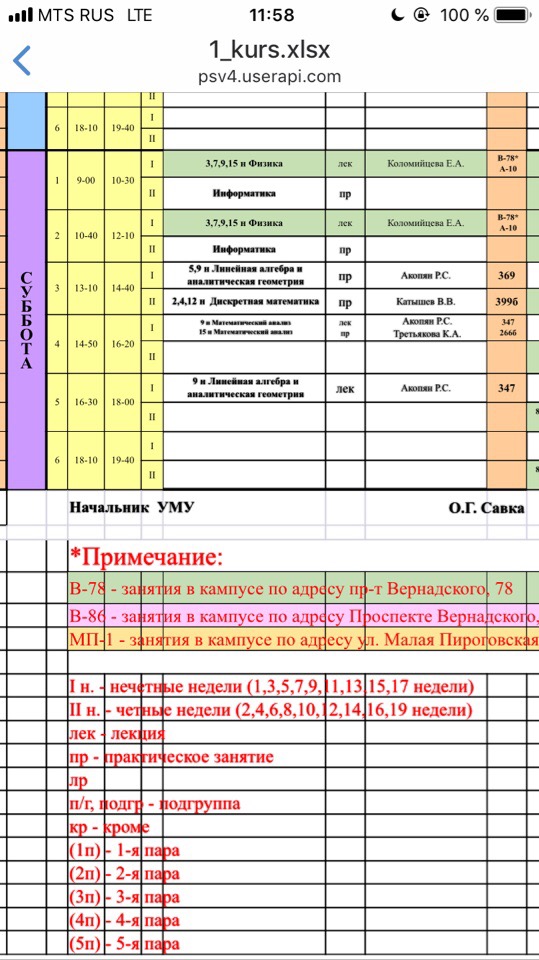 MTS RUS LTE 11:58 100 %
1_kurs.xlsx
psv4.userapi.com
II
6 18-10 19-40 I
II
СУББОТА
1 9-00 10-30 I 3,7,9,15 н Физика лек Коломийцева Е.А. В-78*
А-10
II Информатика пр
2 10-40 12-10 I 3,7,9,15 н Физика лек Коломийцева Е.А. В-78*
А-10
II Информатика пр
3 13-10 14-40 I 5,9 н Линейная алгебра и
аналитическая геометрия пр Акопян Р.С. 369
II 2,4,12 н Дискретная математика пр Катышев В.В. 399б
4 14-50 16-20 I 9 н Математический анализ лек Акопян Р.С. 347
15 н Математический анализ пр Третьякова К.А. 266б
II
5 16-30 18-00 I 9 н Линейная алгебра и
аналитическая геометрия лек Акопян Р.С. 347
II 8
6 18-10 19-40 I
II 8
Начальник УМУ О.Г. Савка
*Примечание:
В-78 - занятия в кампусе по адресу пр-т Вернадского, 78
В-86 - занятия в кампусе по адресу Проспекте Вернадского,
МП-1 - занятия в кампусе по адресу ул. Малая Пироговская
I н. - нечетные недели (1,3,5,7,9,11,13,15,17 недели)
II н. - четные недели (2,4,6,8,10,12,14,16,19 недели)
лек - лекция
пр - практическое занятие
лр
п/г, подгр - подгруппа
кр - кроме
(1п) - 1-я пара
(2п) - 2-я пара
(3п) - 3-я пара
(4п) - 4-я пара
(5п) - 5-я пара